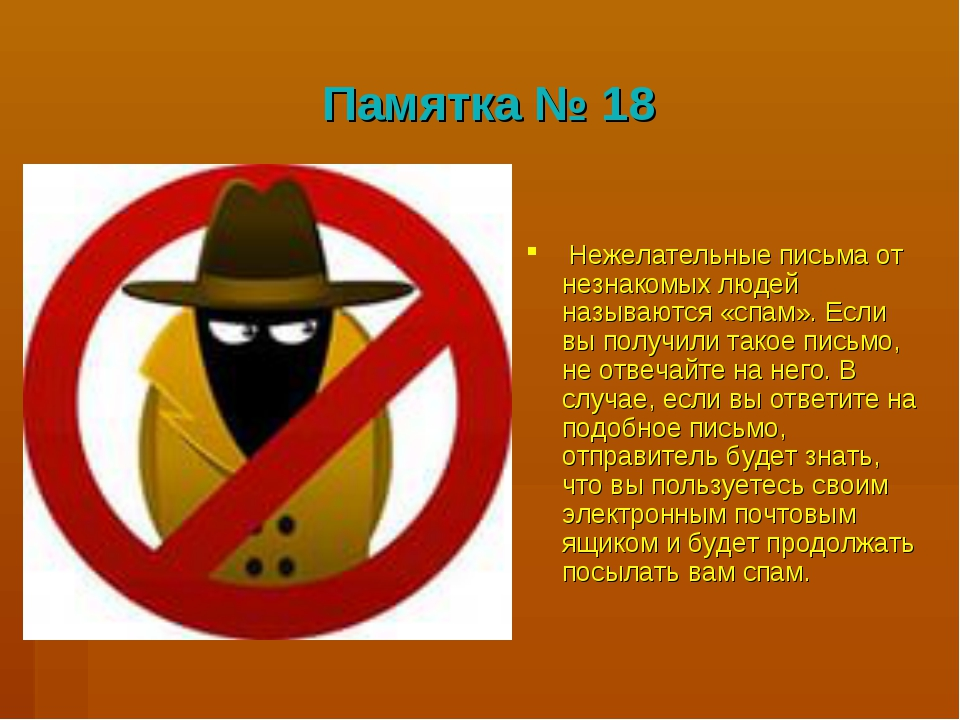 Памятка № 18
Нежелательные письма от
незнакомых людей
называются «спам». Если
вы получили такое письмо,
не отвечайте на него. В
случае, если вы ответите на
подобное письмо,
отправитель будет знать,
что вы пользуетесь своим
электронным почтовым
ящиком и будет продолжать
посылать вам спам.